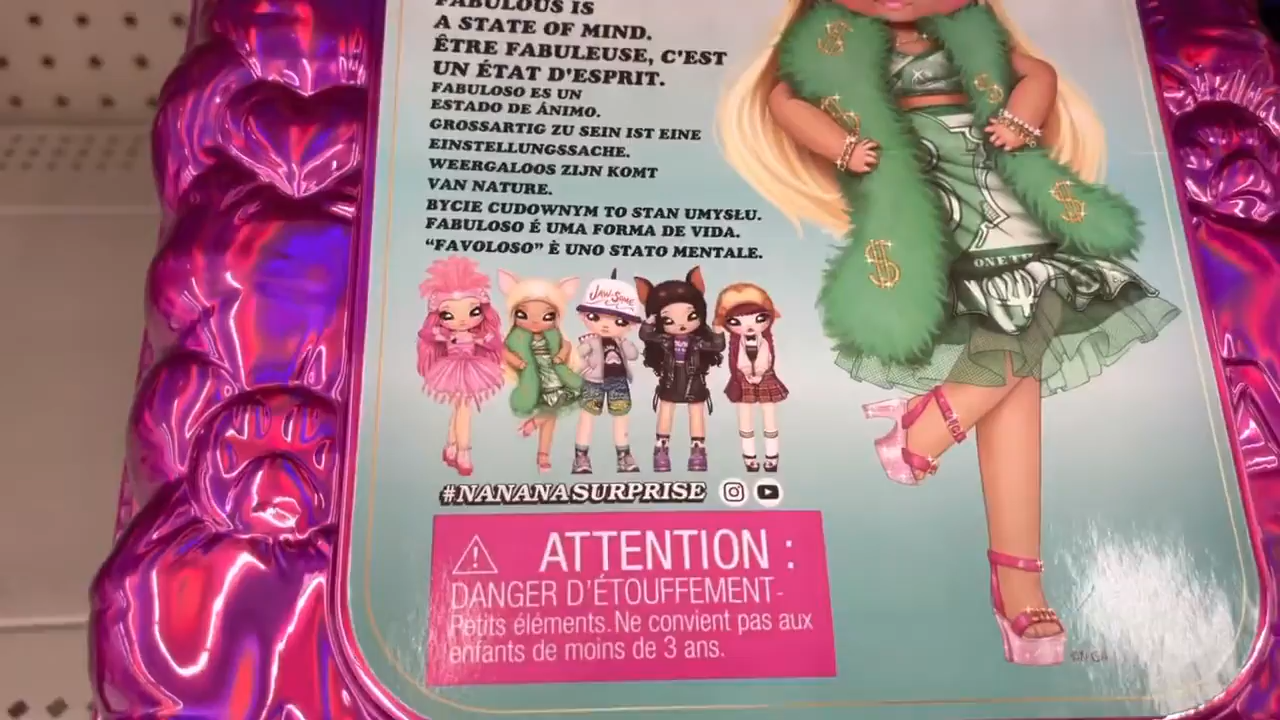 FABULOUS IS
A STATE OF MIND.
ÊTRE FABULEUSE, C'EST
UN ÉTAT D'ESPRIT.
FABULOSO ES UN
ESTADO DE ÁNIMO.
GROSSARTIG ZU SEIN IST EINE
EINSTELLUNGSSACHE.
WEERGALOOS ZIJN KOMT
VAN NATURE.
BYCIE CUDOWNYM TO STAN UMYSŁU.
FABULOSO É UMA FORMA DE VIDA.
“FAVOLOSO” È UNO STATO MENTALE.
JAW-SOME
#NANANASURPRISE
ATTENTION :
DANGER D'ÉTOUFFEMENT-
Petits éléments. Ne convient pas aux
enfants de moins de 3 ans.
$
$
$
$